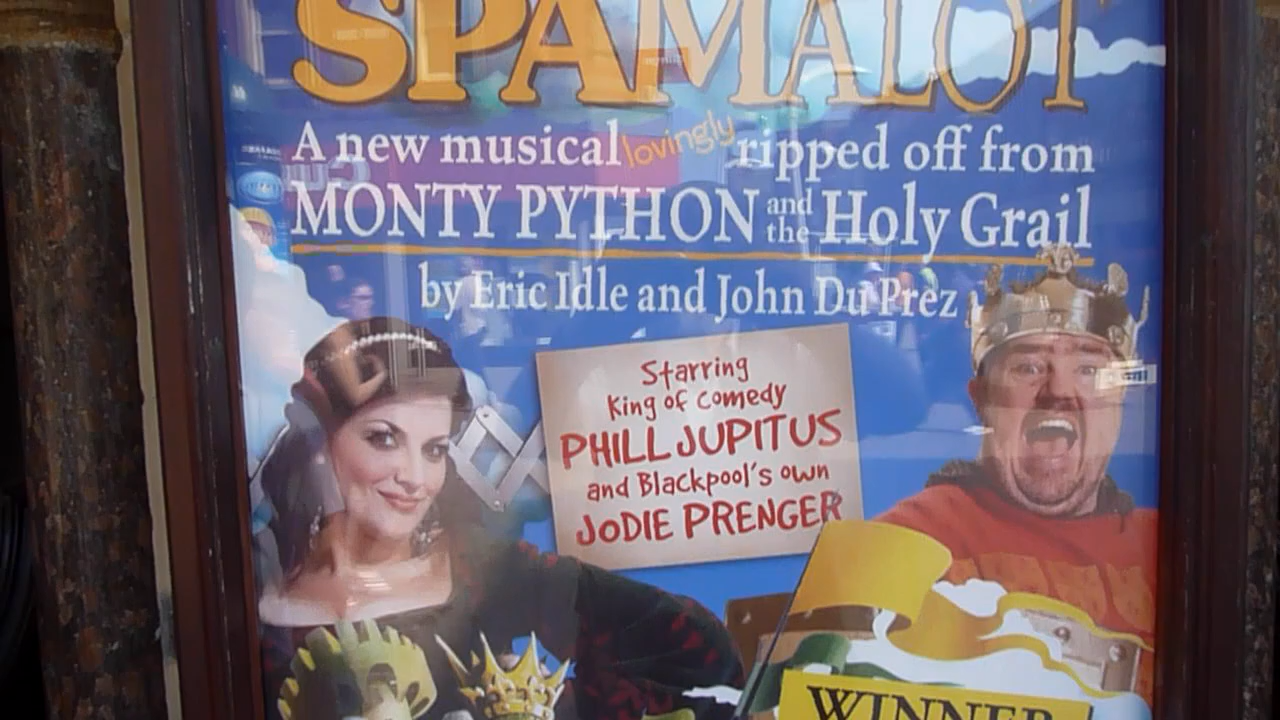 SPAMALOT
A new musical lovingly ripped off from
MONTY PYTHON and the Holy Grail
by Eric Idle and John Du Prez
Starring
King of comedy
PHILL JUPITUS
and Blackpool's own
JODIE PRENGER
WINNER